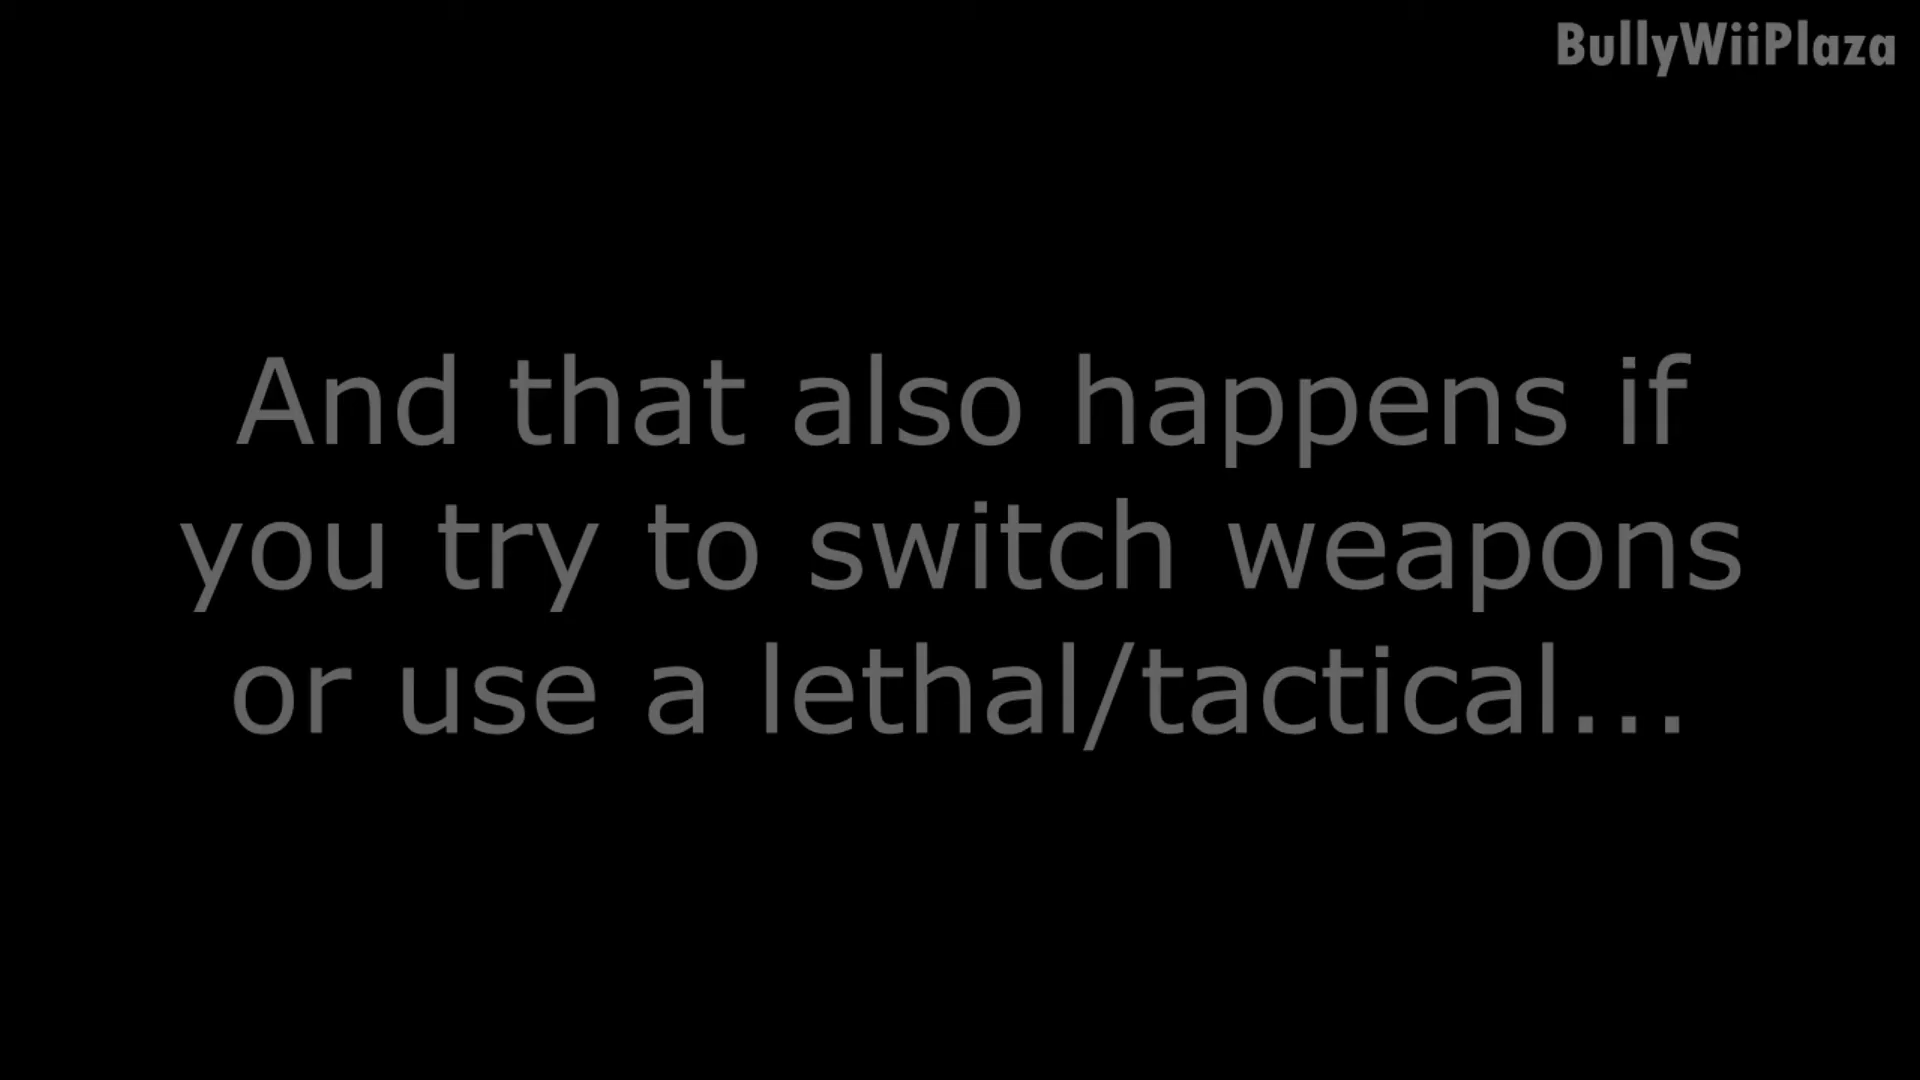 BullyWiiPlaza
And that also happens if
you try to switch weapons
or use a lethal/tactical...